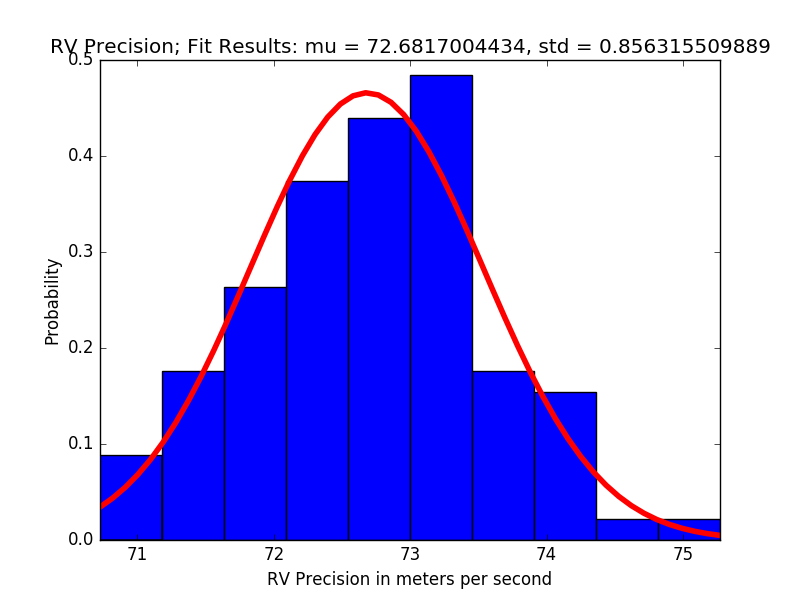 RV Precision; Fit Results: mu = 72.6817004434, std = 0.856315509889
0.5
0.4
0.3
0.2
0.1
0.0
Probability
71 72 73 74 75
RV Precision in meters per second